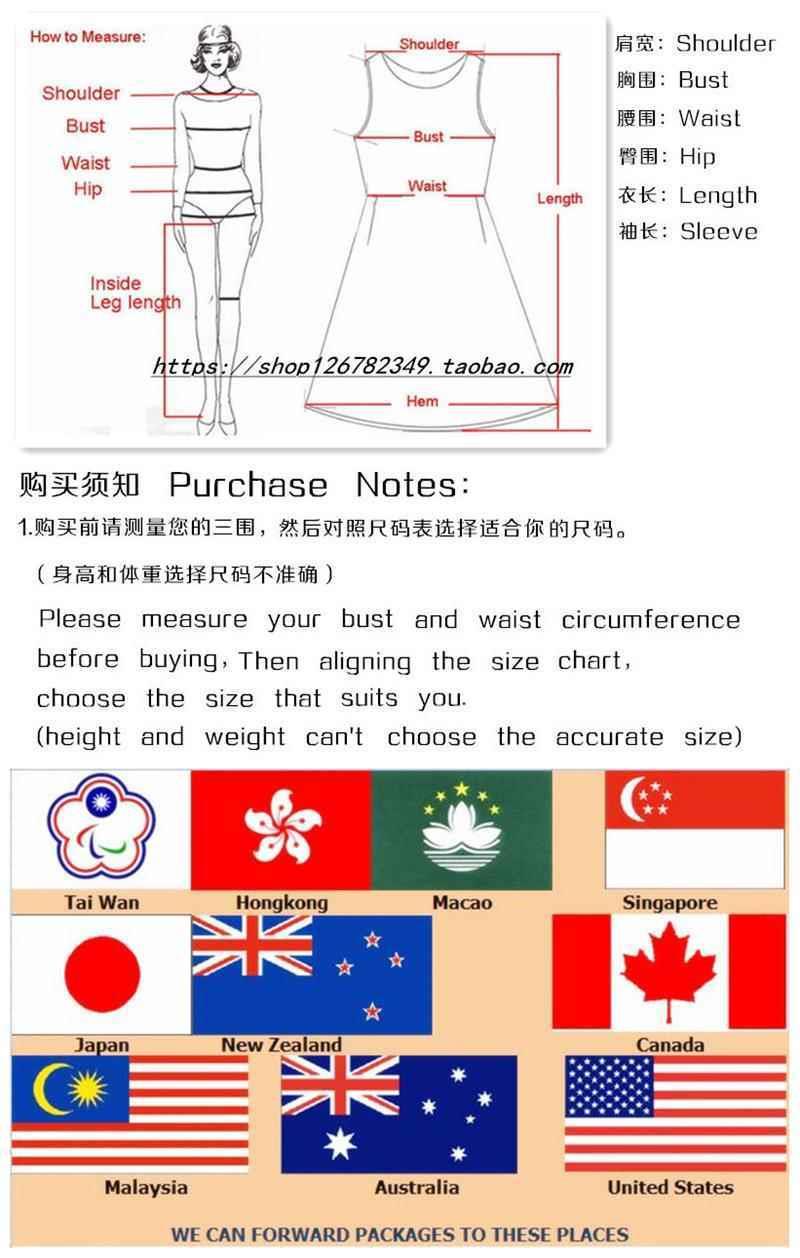 How to Measure:
Shoulder
Bust
Waist
Hip
Inside
Leg length
Shoulder
Bust
Waist
Length
Hem
https://shop126782349.taobao.com
肩宽：Shoulder
胸围：Bust
腰围：Waist
臀围：Hip
衣长：Length
袖长：Sleeve
购买须知 Purchase Notes:
1.购买前请测量您的三围，然后对照尺码表选择适合你的尺码。
（身高和体重选择尺码不准确）
Please measure your bust and waist circumference
before buying, Then aligning the size chart,
choose the size that suits you.
(height and weight can't choose the accurate size)
Tai Wan Hongkong Macao Singapore
Japan New Zealand Canada
Malaysia Australia United States
WE CAN FORWARD PACKAGES TO THESE PLACES